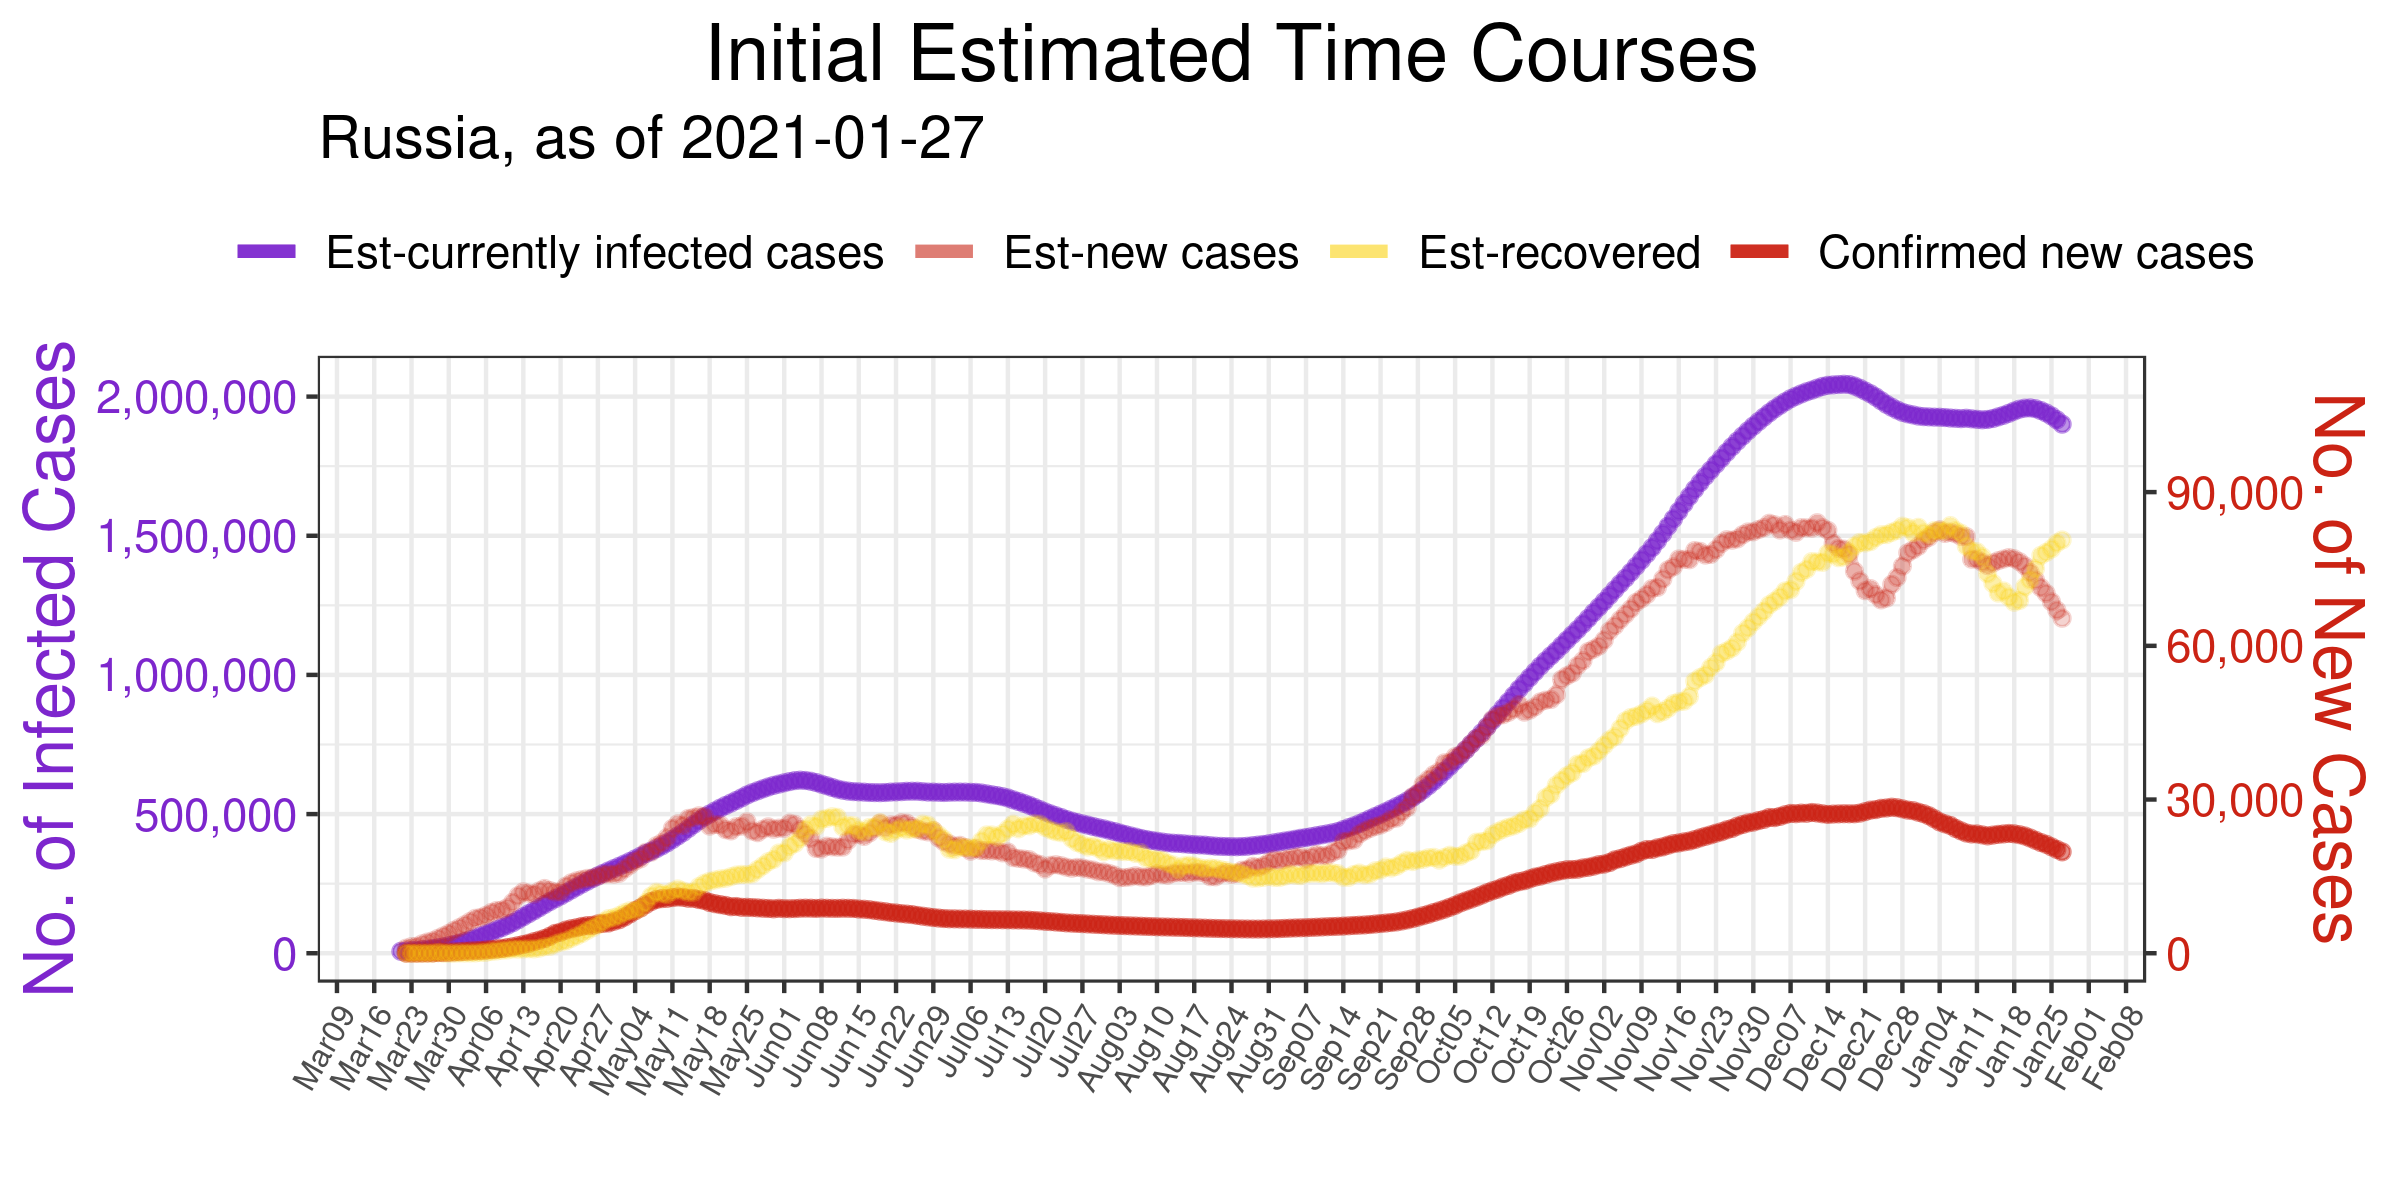 Initial Estimated Time Courses
Russia, as of 2021-01-27
Est-currently infected cases
Est-new cases
Est-recovered
Confirmed new cases
No. of Infected Cases
2,000,000
1,500,000
1,000,000
500,000
0
No. of New Cases
90,000
60,000
30,000
0
Mar09
Mar16
Mar23
Mar30
Apr06
Apr13
Apr20
Apr27
May04
May11
May18
May25
Jun01
Jun08
Jun15
Jun22
Jun29
Jul06
Jul13
Jul20
Jul27
Aug03
Aug10
Aug17
Aug24
Aug31
Sep07
Sep14
Sep21
Sep28
Oct05
Oct12
Oct19
Oct26
Nov02
Nov09
Nov16
Nov23
Nov30
Dec07
Dec14
Dec21
Dec28
Jan04
Jan11
Jan18
Jan25
Feb01
Feb08